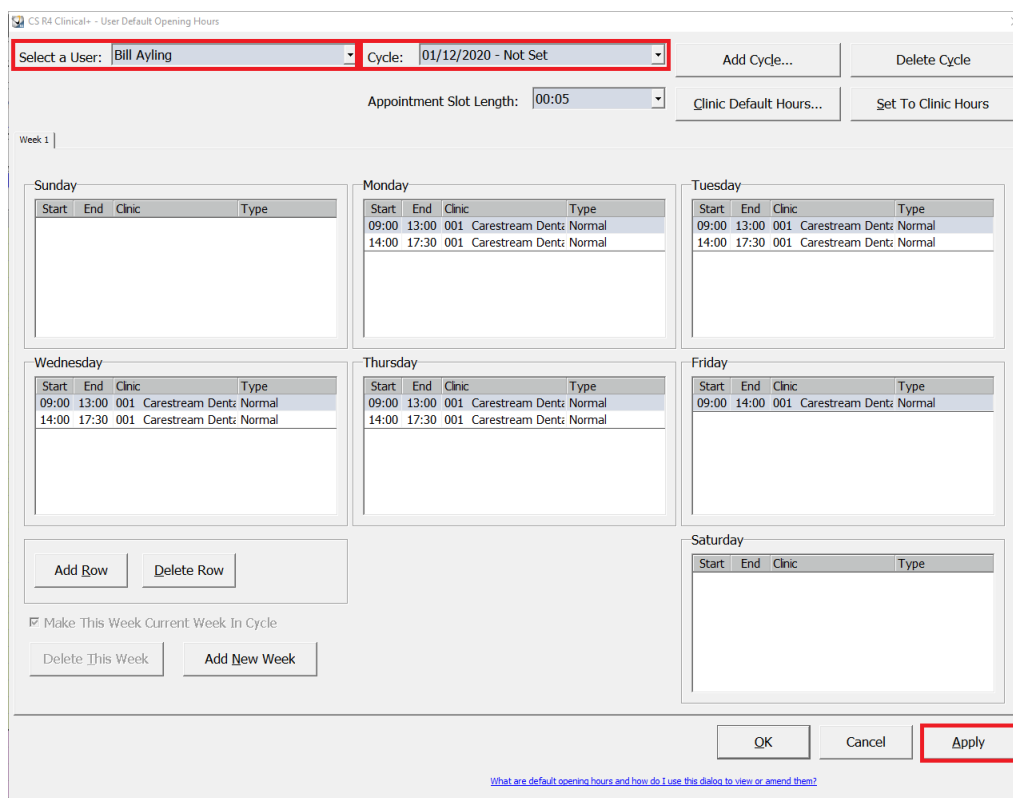 CS R4 Clinical+ - User Default Opening Hours
Select a User: Bill Ayling Cycle: 01/12/2020 - Not Set Add Cycle... Delete Cycle
Appointment Slot Length: 00:05 Clinic Default Hours... Set To Clinic Hours
Week 1
Sunday
Start End Clinic Type
Monday
Start End Clinic Type
09:00 13:00 001 Carestream Denta Normal
14:00 17:30 001 Carestream Denta Normal
Tuesday
Start End Clinic Type
09:00 13:00 001 Carestream Denta Normal
14:00 17:30 001 Carestream Denta Normal
Wednesday
Start End Clinic Type
09:00 13:00 001 Carestream Denta Normal
14:00 17:30 001 Carestream Denta Normal
Thursday
Start End Clinic Type
09:00 13:00 001 Carestream Denta Normal
14:00 17:30 001 Carestream Denta Normal
Friday
Start End Clinic Type
09:00 14:00 001 Carestream Denta Normal
Add Row Delete Row
Saturday
Start End Clinic Type
Make This Week Current Week In Cycle
Delete This Week Add New Week
OK Cancel Apply
What are default opening hours and how do I use this dialog to view or amend them?